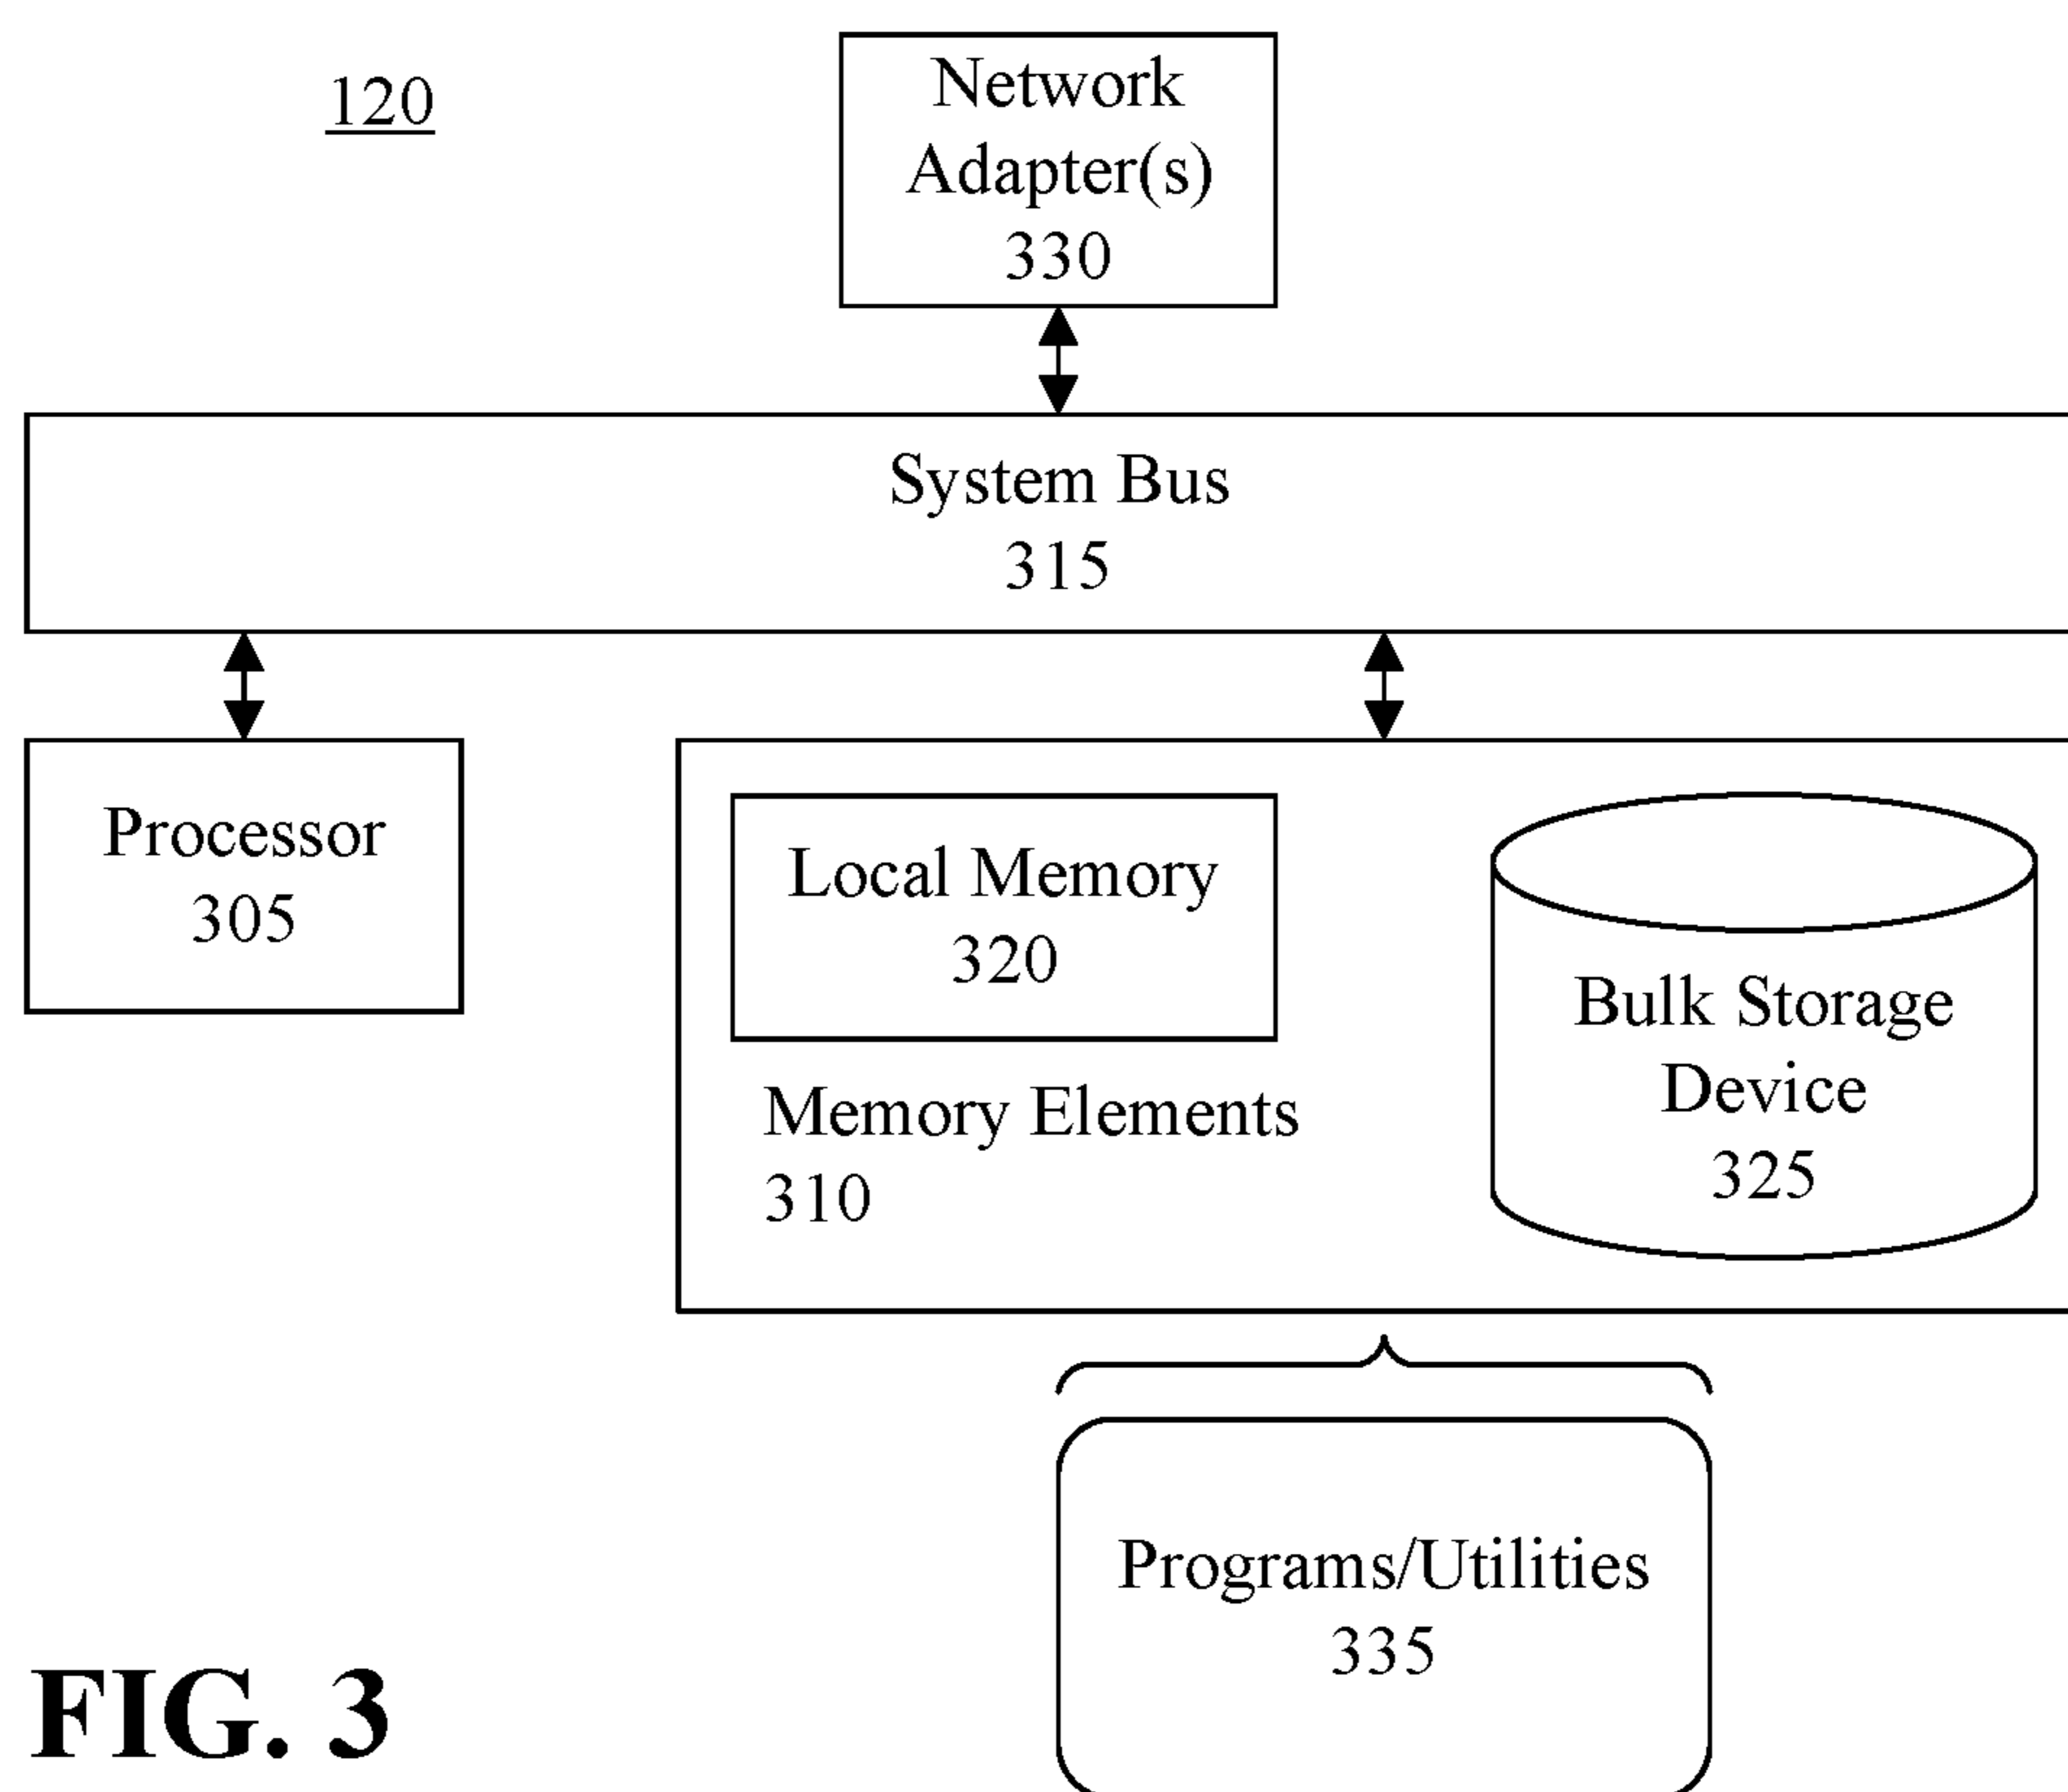 120
Network
Adapter(s)
330
System Bus
315
Processor
305
Local Memory
320
Memory Elements
310
Bulk Storage
Device
325
Programs/Utilities
335
FIG. 3